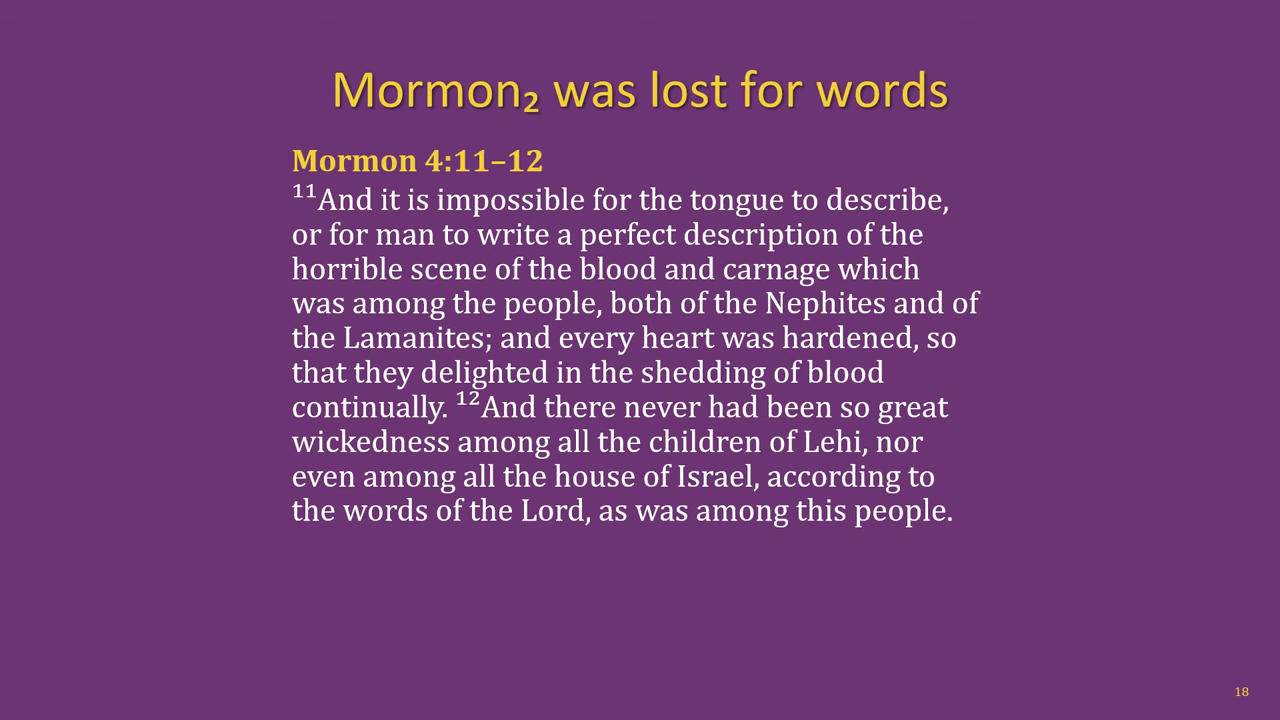 Mormon₂ was lost for words
Mormon 4:11–12
¹¹And it is impossible for the tongue to describe,
or for man to write a perfect description of the
horrible scene of the blood and carnage which
was among the people, both of the Nephites and of
the Lamanites; and every heart was hardened, so
that they delighted in the shedding of blood
continually. ¹²And there never had been so great
wickedness among all the children of Lehi, nor
even among all the house of Israel, according to
the words of the Lord, as was among this people.
18